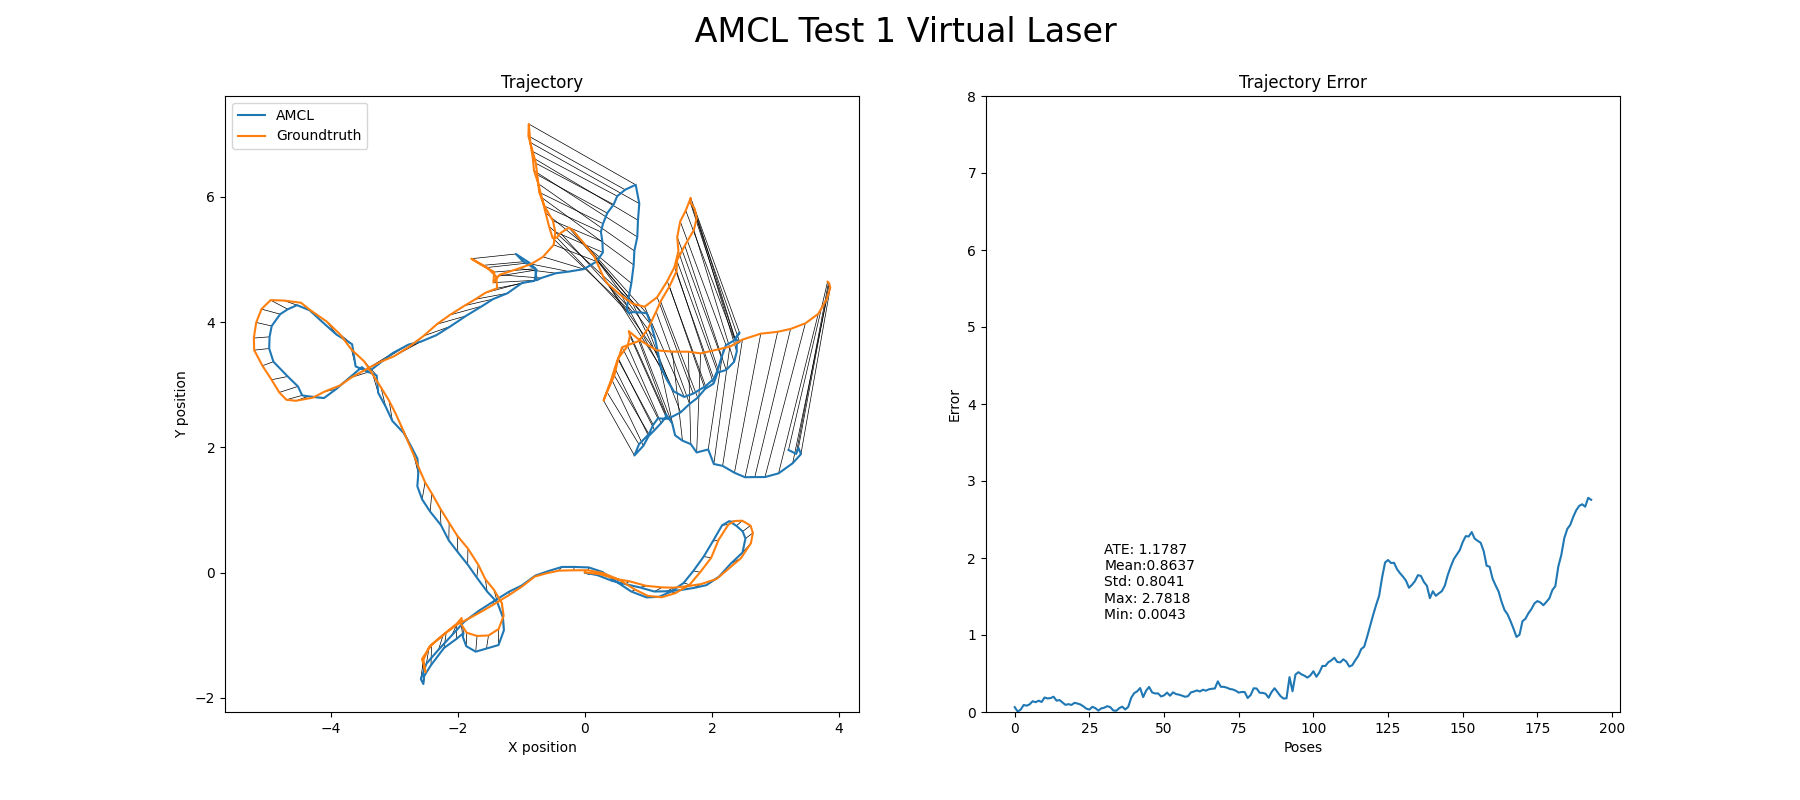 AMCL Test 1 Virtual Laser
Trajectory
AMCL
Groundtruth
6
4
2
0
−2
−4
−2
0
2
4
Y position
X position
Trajectory Error
8
7
6
5
4
3
2
1
0
ATE: 1.1787
Mean:0.8637
Std: 0.8041
Max: 2.7818
Min: 0.0043
0
25
50
75
100
125
150
175
200
Error
Poses